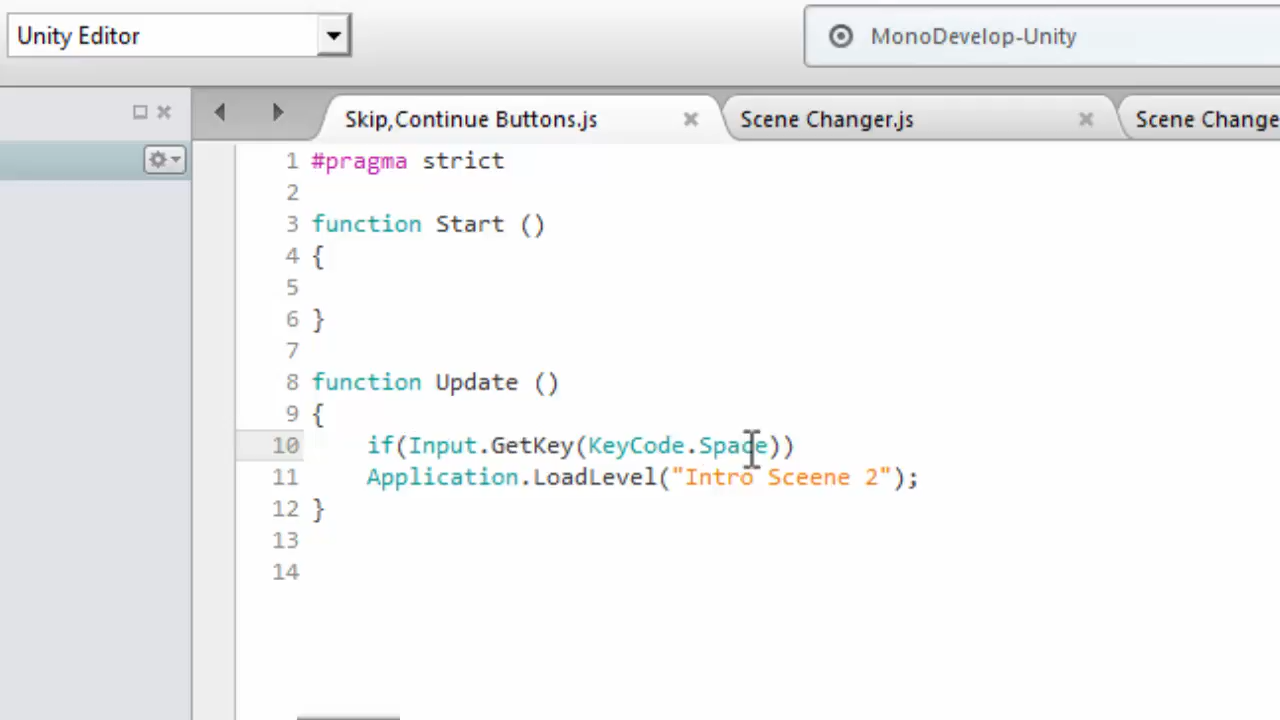 Unity Editor
MonoDevelop-Unity
Skip,Continue Buttons.js
Scene Changer.js
Scene Change
1 #pragma strict
2
3 function Start ()
4 {
5
6 }
7
8 function Update ()
9 {
10 if(Input.GetKey(KeyCode.Space))
11 Application.LoadLevel("Intro Sceene 2");
12 }
13
14